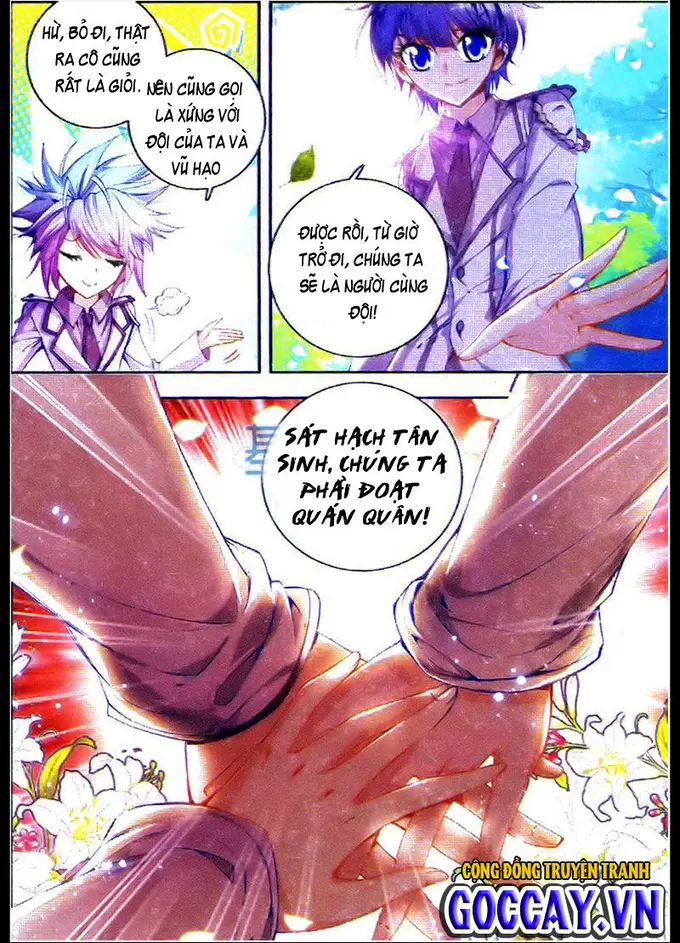 HỪ, BỎ ĐI, THẬT
RA CÔ CŨNG
RẤT LÀ GIỎI.
NÊN CŨNG GỌI
LÀ XỨNG VỚI
ĐỘI CỦA TA VÀ
VŨ HẠO
ĐƯỢC RỒI, TỪ GIỜ
TRỞ ĐI, CHÚNG TA
SẼ LÀ NGƯỜI CÙNG
ĐỘI!
SÁT HẠCH TÂN
SINH, CHÚNG TA
PHẢI ĐOẠT
QUÁN QUÂN!
CỘNG ĐỒNG TRUYỆN TRANH
GOCCAY.VN